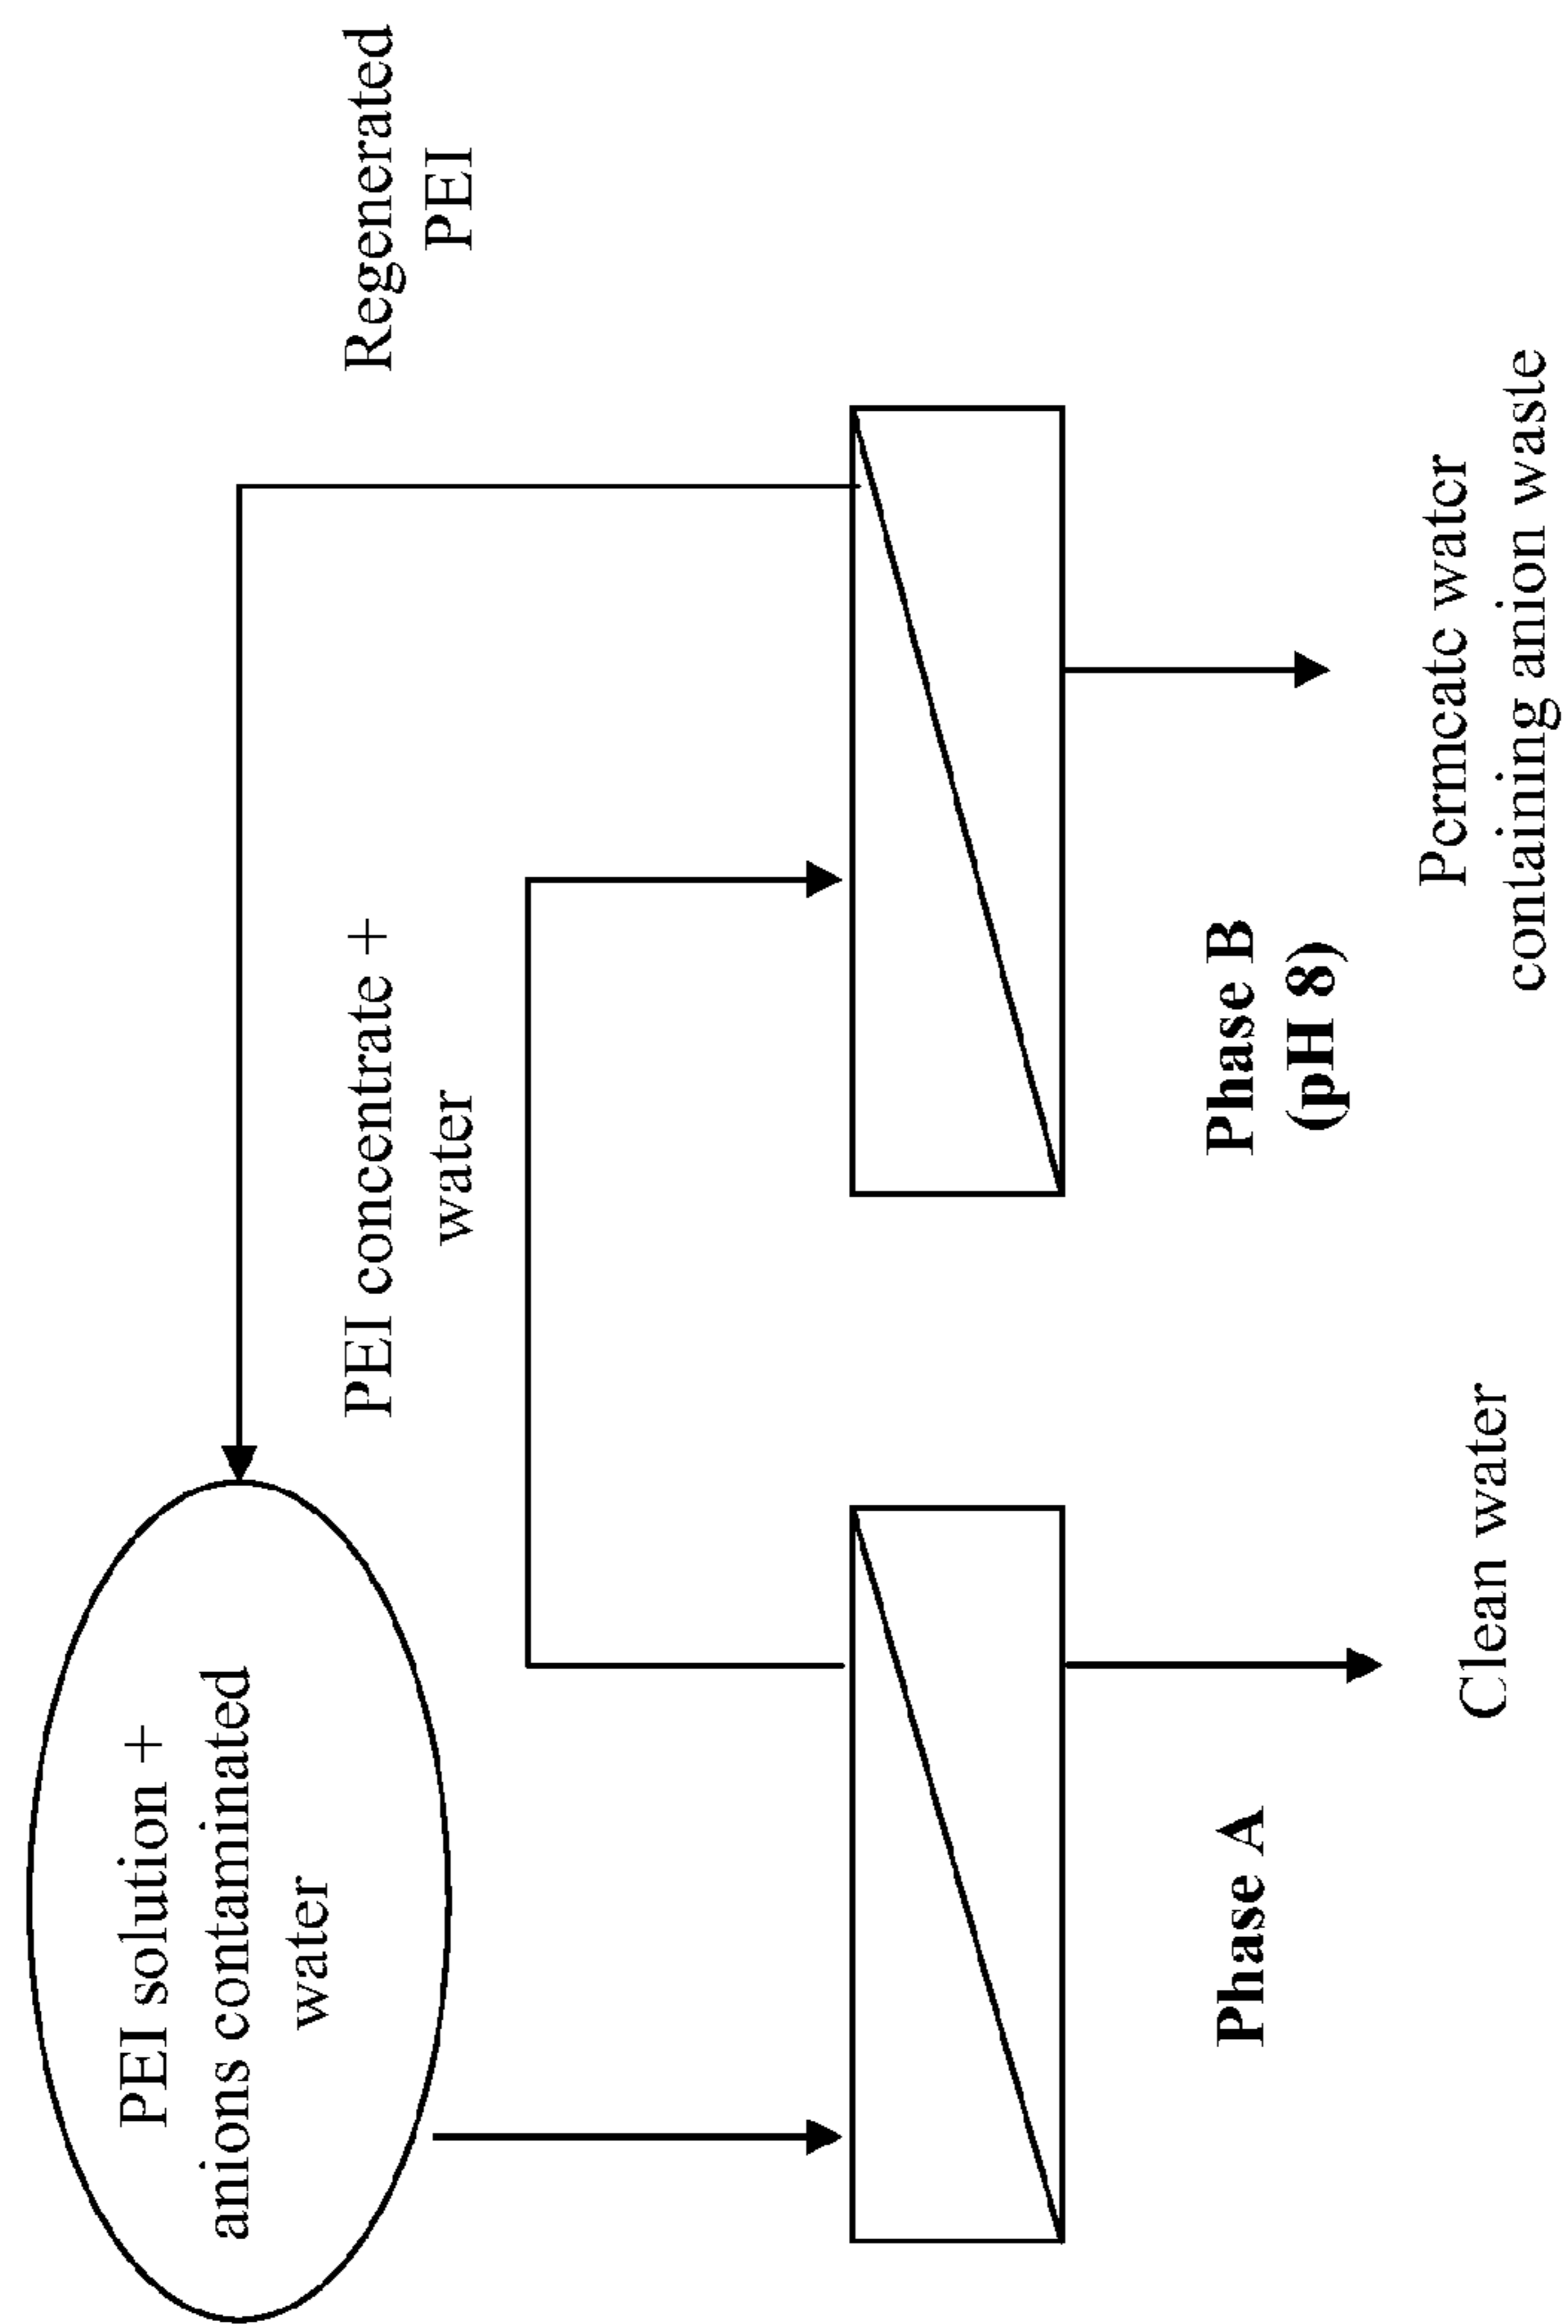 PEI solution +
anions contaminated
water
PEI concentrate +
water
Regenerated
PEI
Phase A
Phase B
(pH 8)
Clean water
Permeate water
containing anion waste